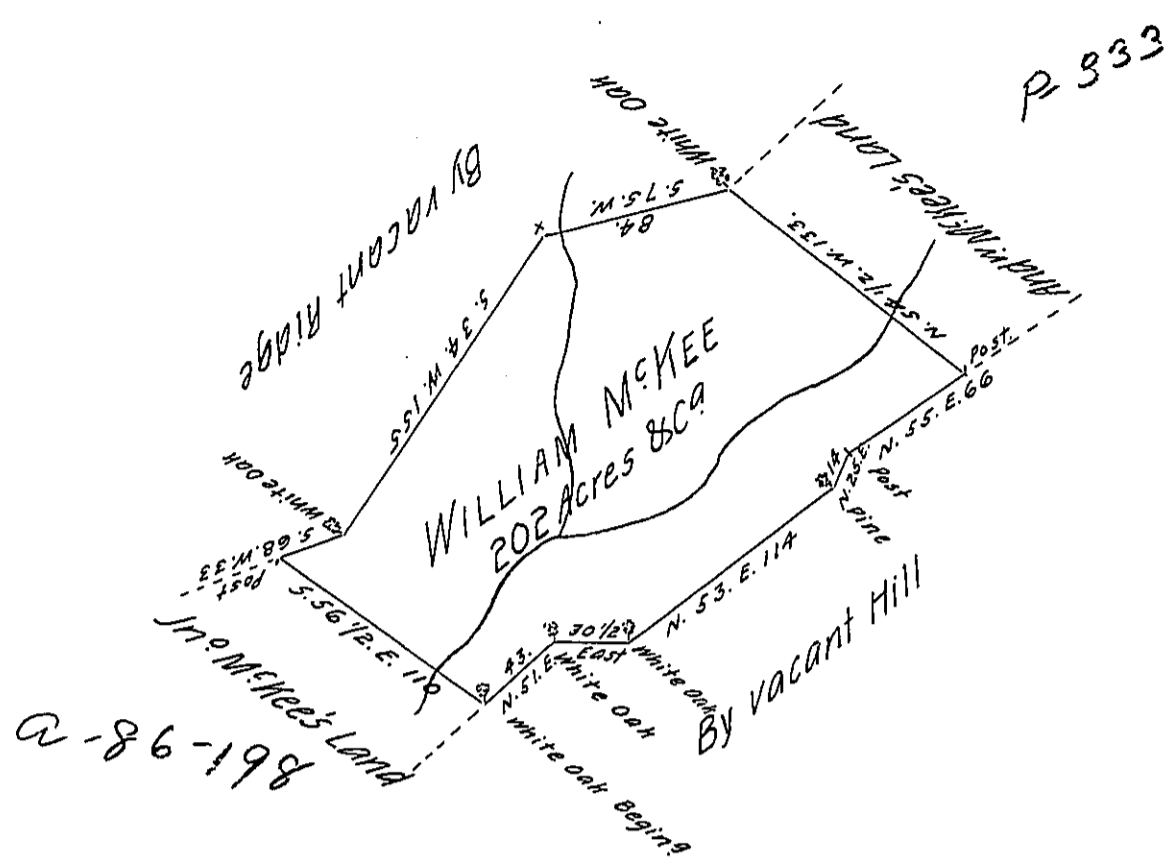 P. 333
White Oak
Andw. McKee's Land
By vacant Ridge
S. 75. W.
84.
N. 54 1/2 W. 133.
S. 34. W. 155
Post.
N. 55. E. 66
WILLIAM McKEE
202 Acres &Ca
White Oak
14
N. 25. E.
Post
Pine
S. 68. W. 33
Post
S. 56 1/2. E. 110
N. 53. E. 114
30 1/2
EAST
43.
N. 51. E.
White Oak
White Oak
By vacant Hill
Jno. McKee's Land
White Oak Begining
a-86-198